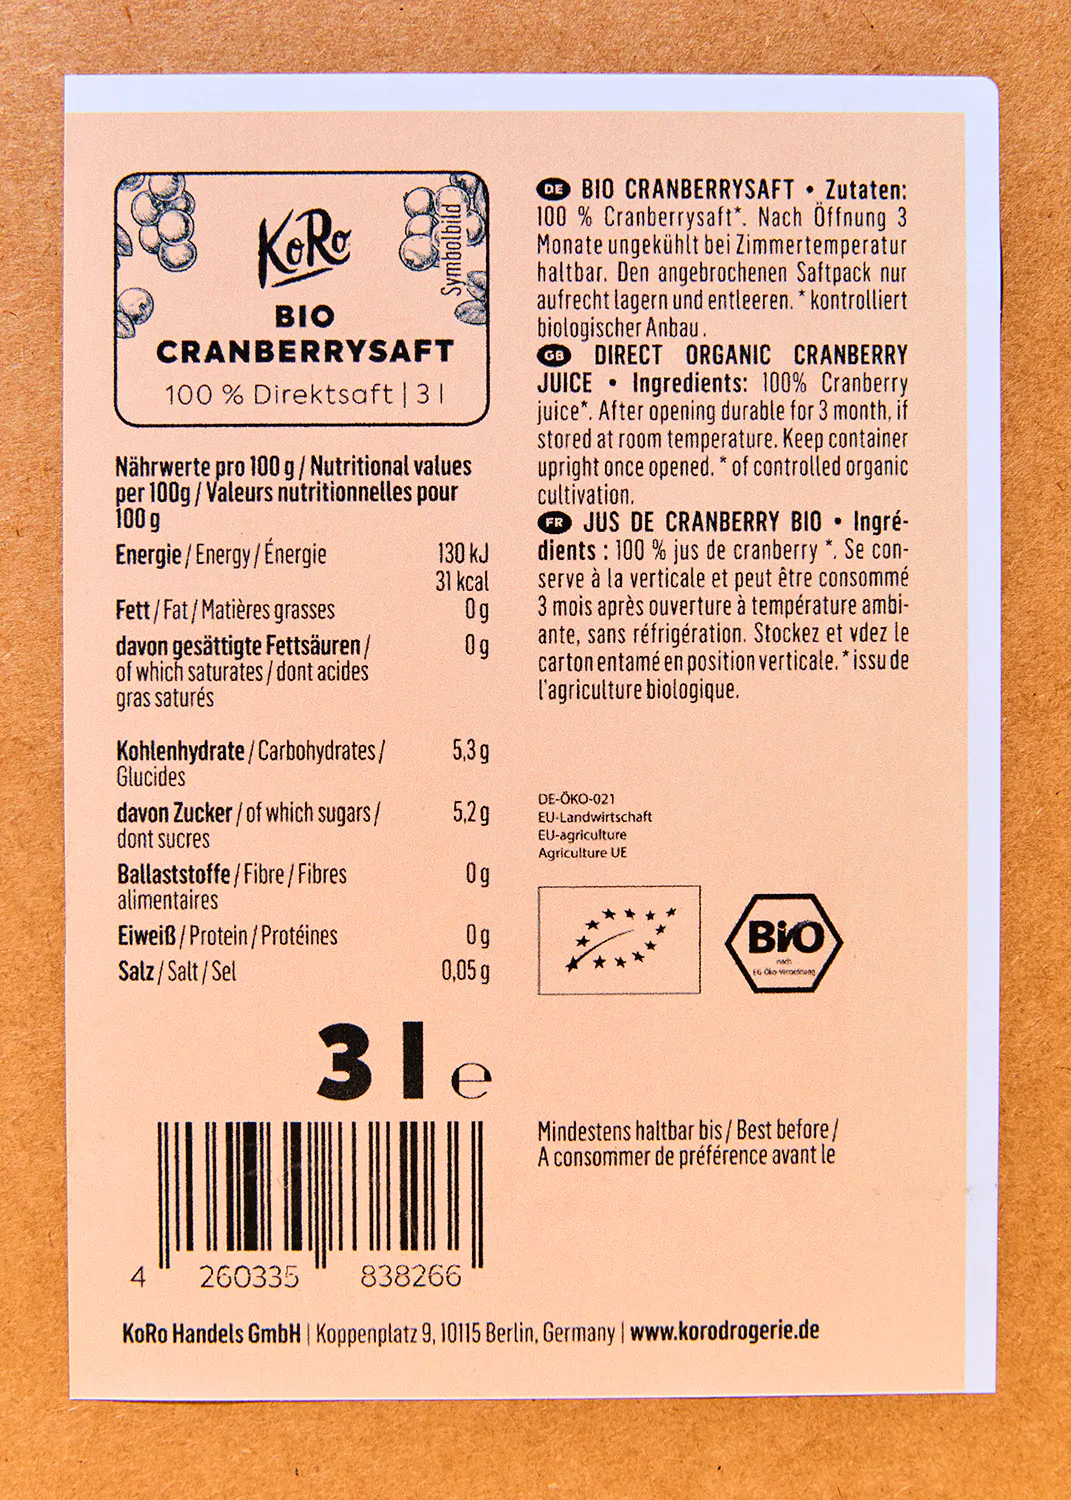 KoRo
Symbolbild
BIO
CRANBERRYSAFT
100 % Direktsaft | 3 l
Nährwerte pro 100 g / Nutritional values
per 100g / Valeurs nutritionnelles pour
100 g
Energie / Energy / Énergie 130 kJ
31 kcal
Fett / Fat / Matières grasses 0 g
davon gesättigte Fettsäuren / 0 g
of which saturates / dont acides
gras saturés
Kohlenhydrate / Carbohydrates / 5,3 g
Glucides
davon Zucker / of which sugars / 5,2 g
dont sucres
Ballaststoffe / Fibre / Fibres 0 g
alimentaires
Eiweiß / Protein / Protéines 0 g
Salz / Salt / Sel 0,05 g
3 l e
4 260335 838266
DE BIO CRANBERRYSAFT • Zutaten:
100 % Cranberrysaft*. Nach Öffnung 3
Monate ungekühlt bei Zimmertemperatur
haltbar. Den angebrochenen Saftpack nur
aufrecht lagern und entleeren. * kontrolliert
biologischer Anbau.
GB DIRECT ORGANIC CRANBERRY
JUICE • Ingredients: 100% Cranberry
juice*. After opening durable for 3 month, if
stored at room temperature. Keep container
upright once opened. * of controlled organic
cultivation.
FR JUS DE CRANBERRY BIO • Ingré-
dients : 100 % jus de cranberry *. Se con-
serve à la verticale et peut être consommé
3 mois après ouverture à température ambi-
ante, sans réfrigération. Stockez et vdez le
carton entamé en position verticale. * issu de
l'agriculture biologique.
DE-ÖKO-021
EU-Landwirtschaft
EU-agriculture
Agriculture UE
BiO
nach
EG-Öko-Verordnung
Mindestens haltbar bis / Best before /
A consommer de préférence avant le
KoRo Handels GmbH | Koppenplatz 9, 10115 Berlin, Germany | www.korodrogerie.de